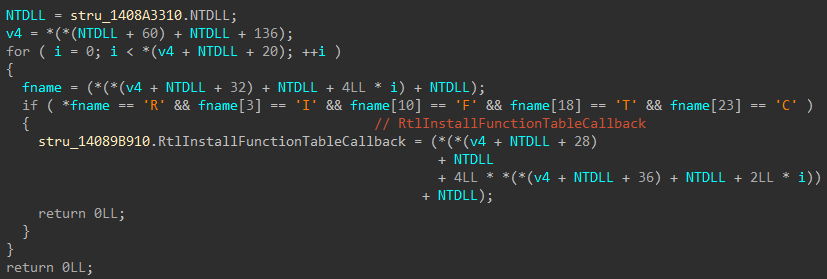 NTDLL = stru_1408A3310.NTDLL;
v4 = *(*(NTDLL + 60) + NTDLL + 136);
for ( i = 0; i < *(v4 + NTDLL + 20); ++i )
{
  fname = (*(*(v4 + NTDLL + 32) + NTDLL + 4LL * i) + NTDLL);
  if ( *fname == 'R' && fname[3] == 'I' && fname[10] == 'F' && fname[18] == 'T' && fname[23] == 'C' )
  {                                           // RtlInstallFunctionTableCallback
    stru_14089B910.RtlInstallFunctionTableCallback = (*(*(v4 + NTDLL + 28)
                                                      + NTDLL
                                                      + 4LL * *(*(v4 + NTDLL + 36) + NTDLL + 2LL * i))
                                                    + NTDLL);
    return 0LL;
  }
}
return 0LL;